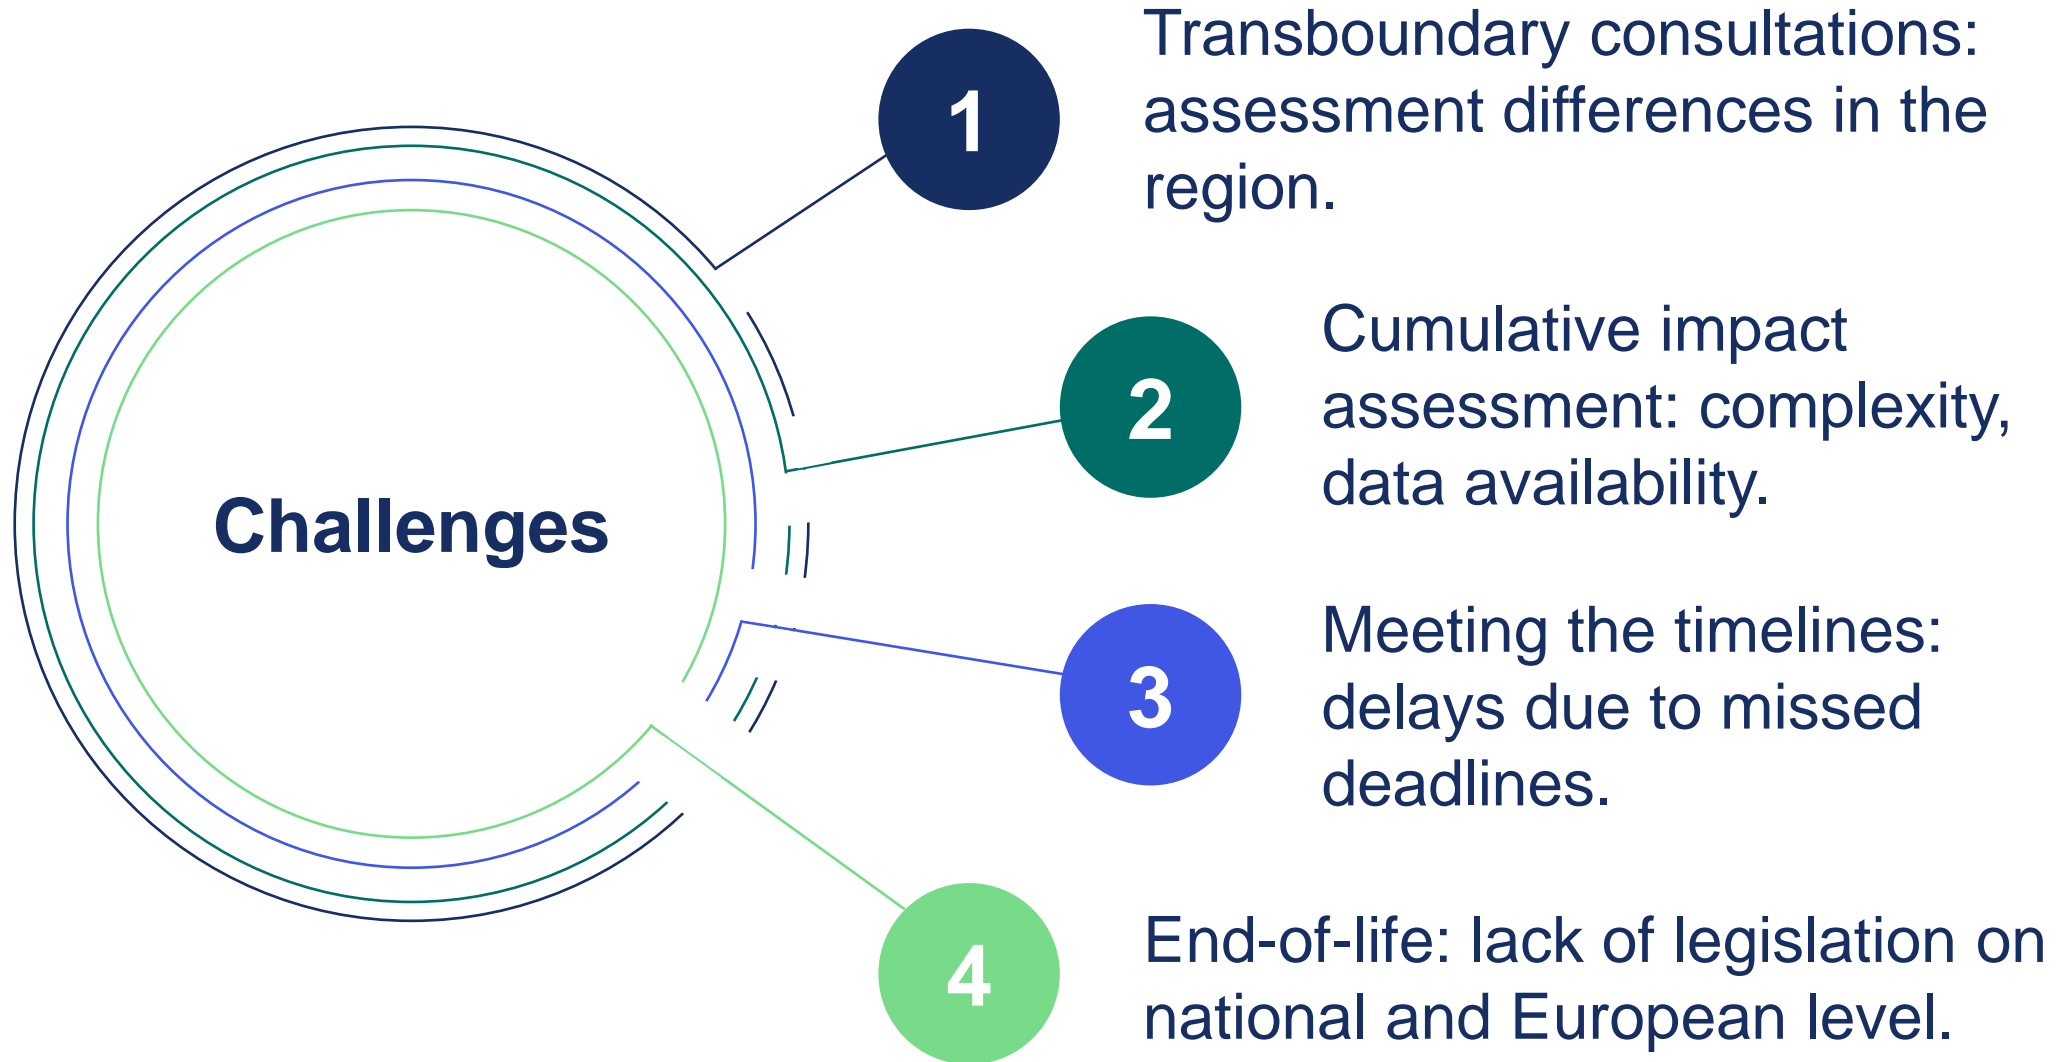 Challenges
1
Transboundary consultations:
assessment differences in the
region.
2
Cumulative impact
assessment: complexity,
data availability.
3
Meeting the timelines:
delays due to missed
deadlines.
4
End-of-life: lack of legislation on
national and European level.